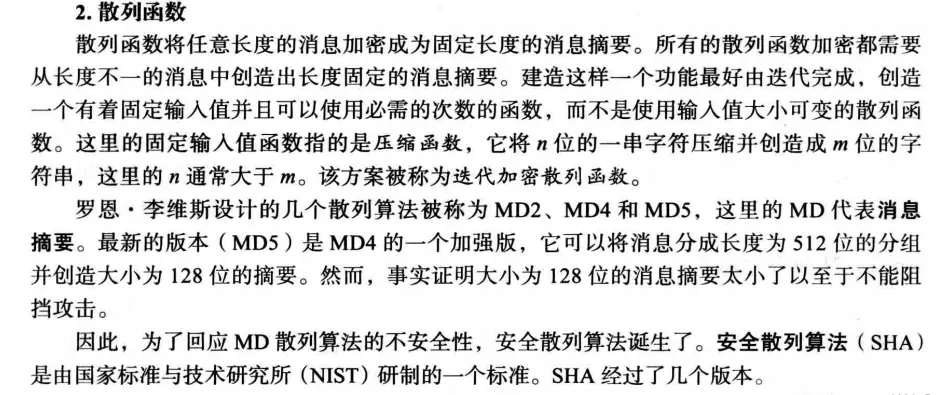 2. 散列函数
散列函数将任意长度的消息加密成为固定长度的消息摘要。所有的散列函数加密都需要
从长度不一的消息中创造出长度固定的消息摘要。建造这样一个功能最好由迭代完成，创造
一个有着固定输入值并且可以使用必需的次数的函数，而不是使用输入值大小可变的散列函
数。这里的固定输入值函数指的是压缩函数，它将 n 位的一串字符压缩并创造成 m 位的字
符串，这里的 n 通常大于 m。该方案被称为迭代加密散列函数。
罗恩·李维斯设计的几个散列算法被称为 MD2、MD4 和 MD5，这里的 MD 代表消息
摘要。最新的版本（MD5）是 MD4 的一个加强版，它可以将消息分成长度为 512 位的分组
并创造大小为 128 位的摘要。然而，事实证明大小为 128 位的消息摘要太小了以至于不能阻
挡攻击。
因此，为了回应 MD 散列算法的不安全性，安全散列算法诞生了。安全散列算法（SHA）
是由国家标准与技术研究所（NIST）研制的一个标准。SHA 经过了几个版本。